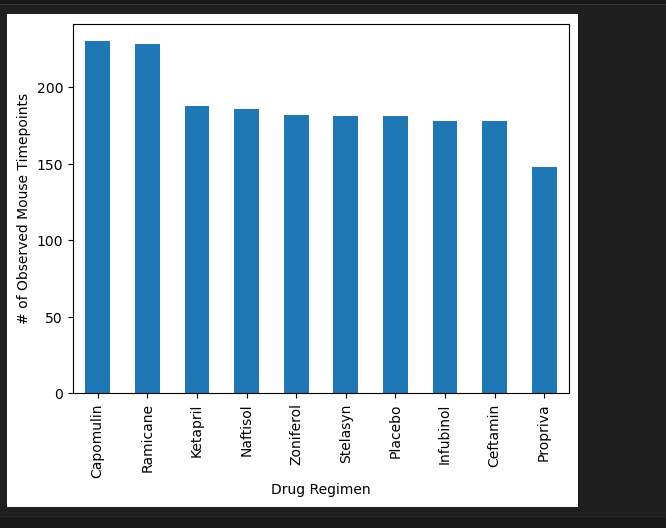 # of Observed Mouse Timepoints
200
150
100
50
0
Capomulin
Ramicane
Ketapril
Naftisol
Zoniferol
Stelasyn
Placebo
Infubinol
Ceftamin
Propriva
Drug Regimen